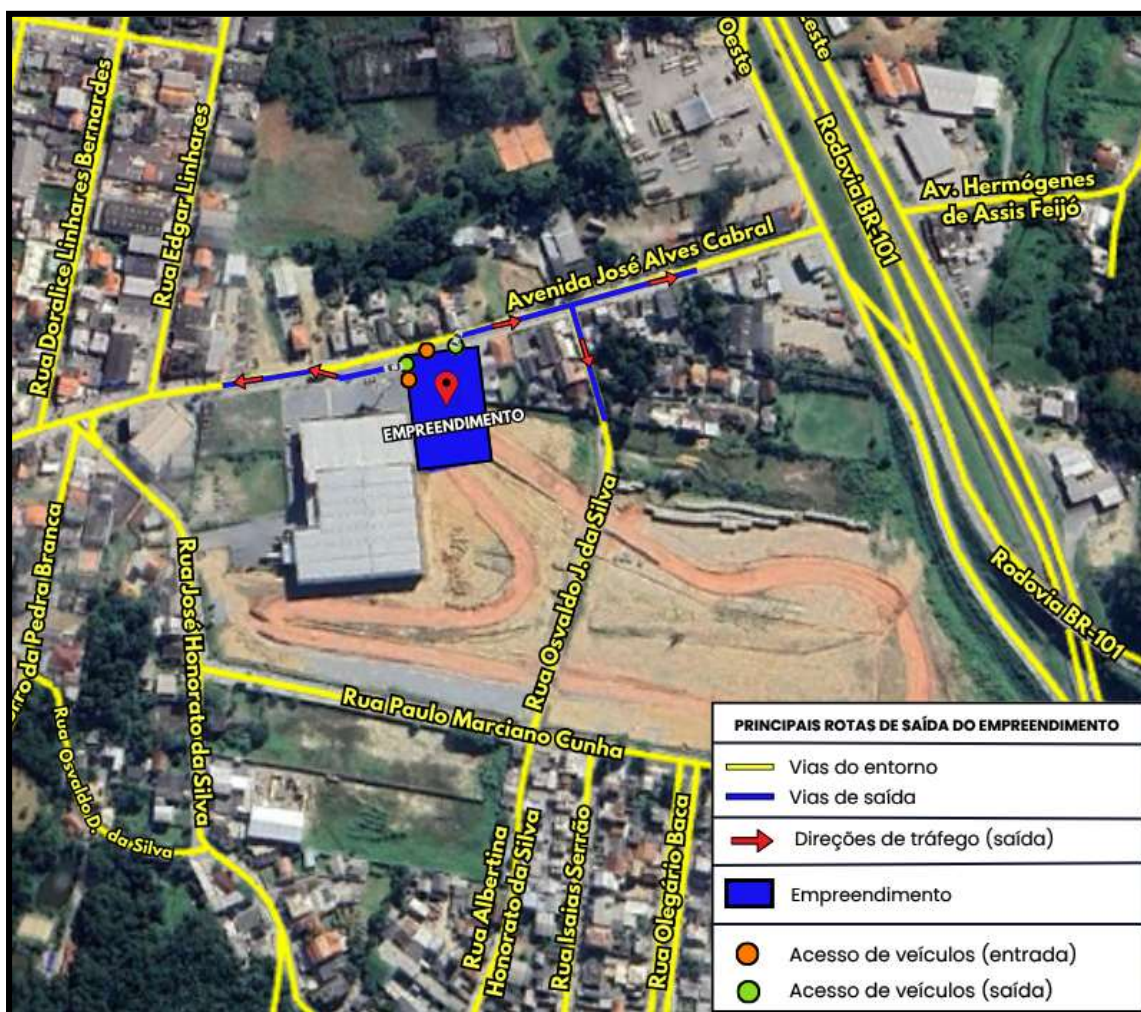 Oeste
Oeste
Rua Doralice Linhares Bernardes
Rua Edgar Linhares
Rodovia BR-101
Av. Hermógenes
de Assis Feijó
Avenida José Alves Cabral
EMPREENDIMENTO
Rua Osvaldo J. da Silva
da Pedra Branca
Rua José Honorato da Silva
Rodovia BR-101
Rua Paulo Marciano Cunha
Rua Osvaldo D. da Silva
Rua Albertina
Honorato da Silva
Rua Isaias Serrão
Rua Olegário Baca
PRINCIPAIS ROTAS DE SAÍDA DO EMPREENDIMENTO
Vias do entorno
Vias de saída
Direções de tráfego (saída)
Empreendimento
Acesso de veículos (entrada)
Acesso de veículos (saída)